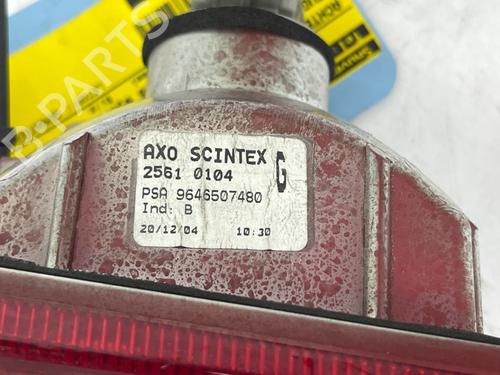 AXO SCINTEX G
2561 0104
PSA 9646507480
Ind: B
20/12/04 10:30
B-PARTS